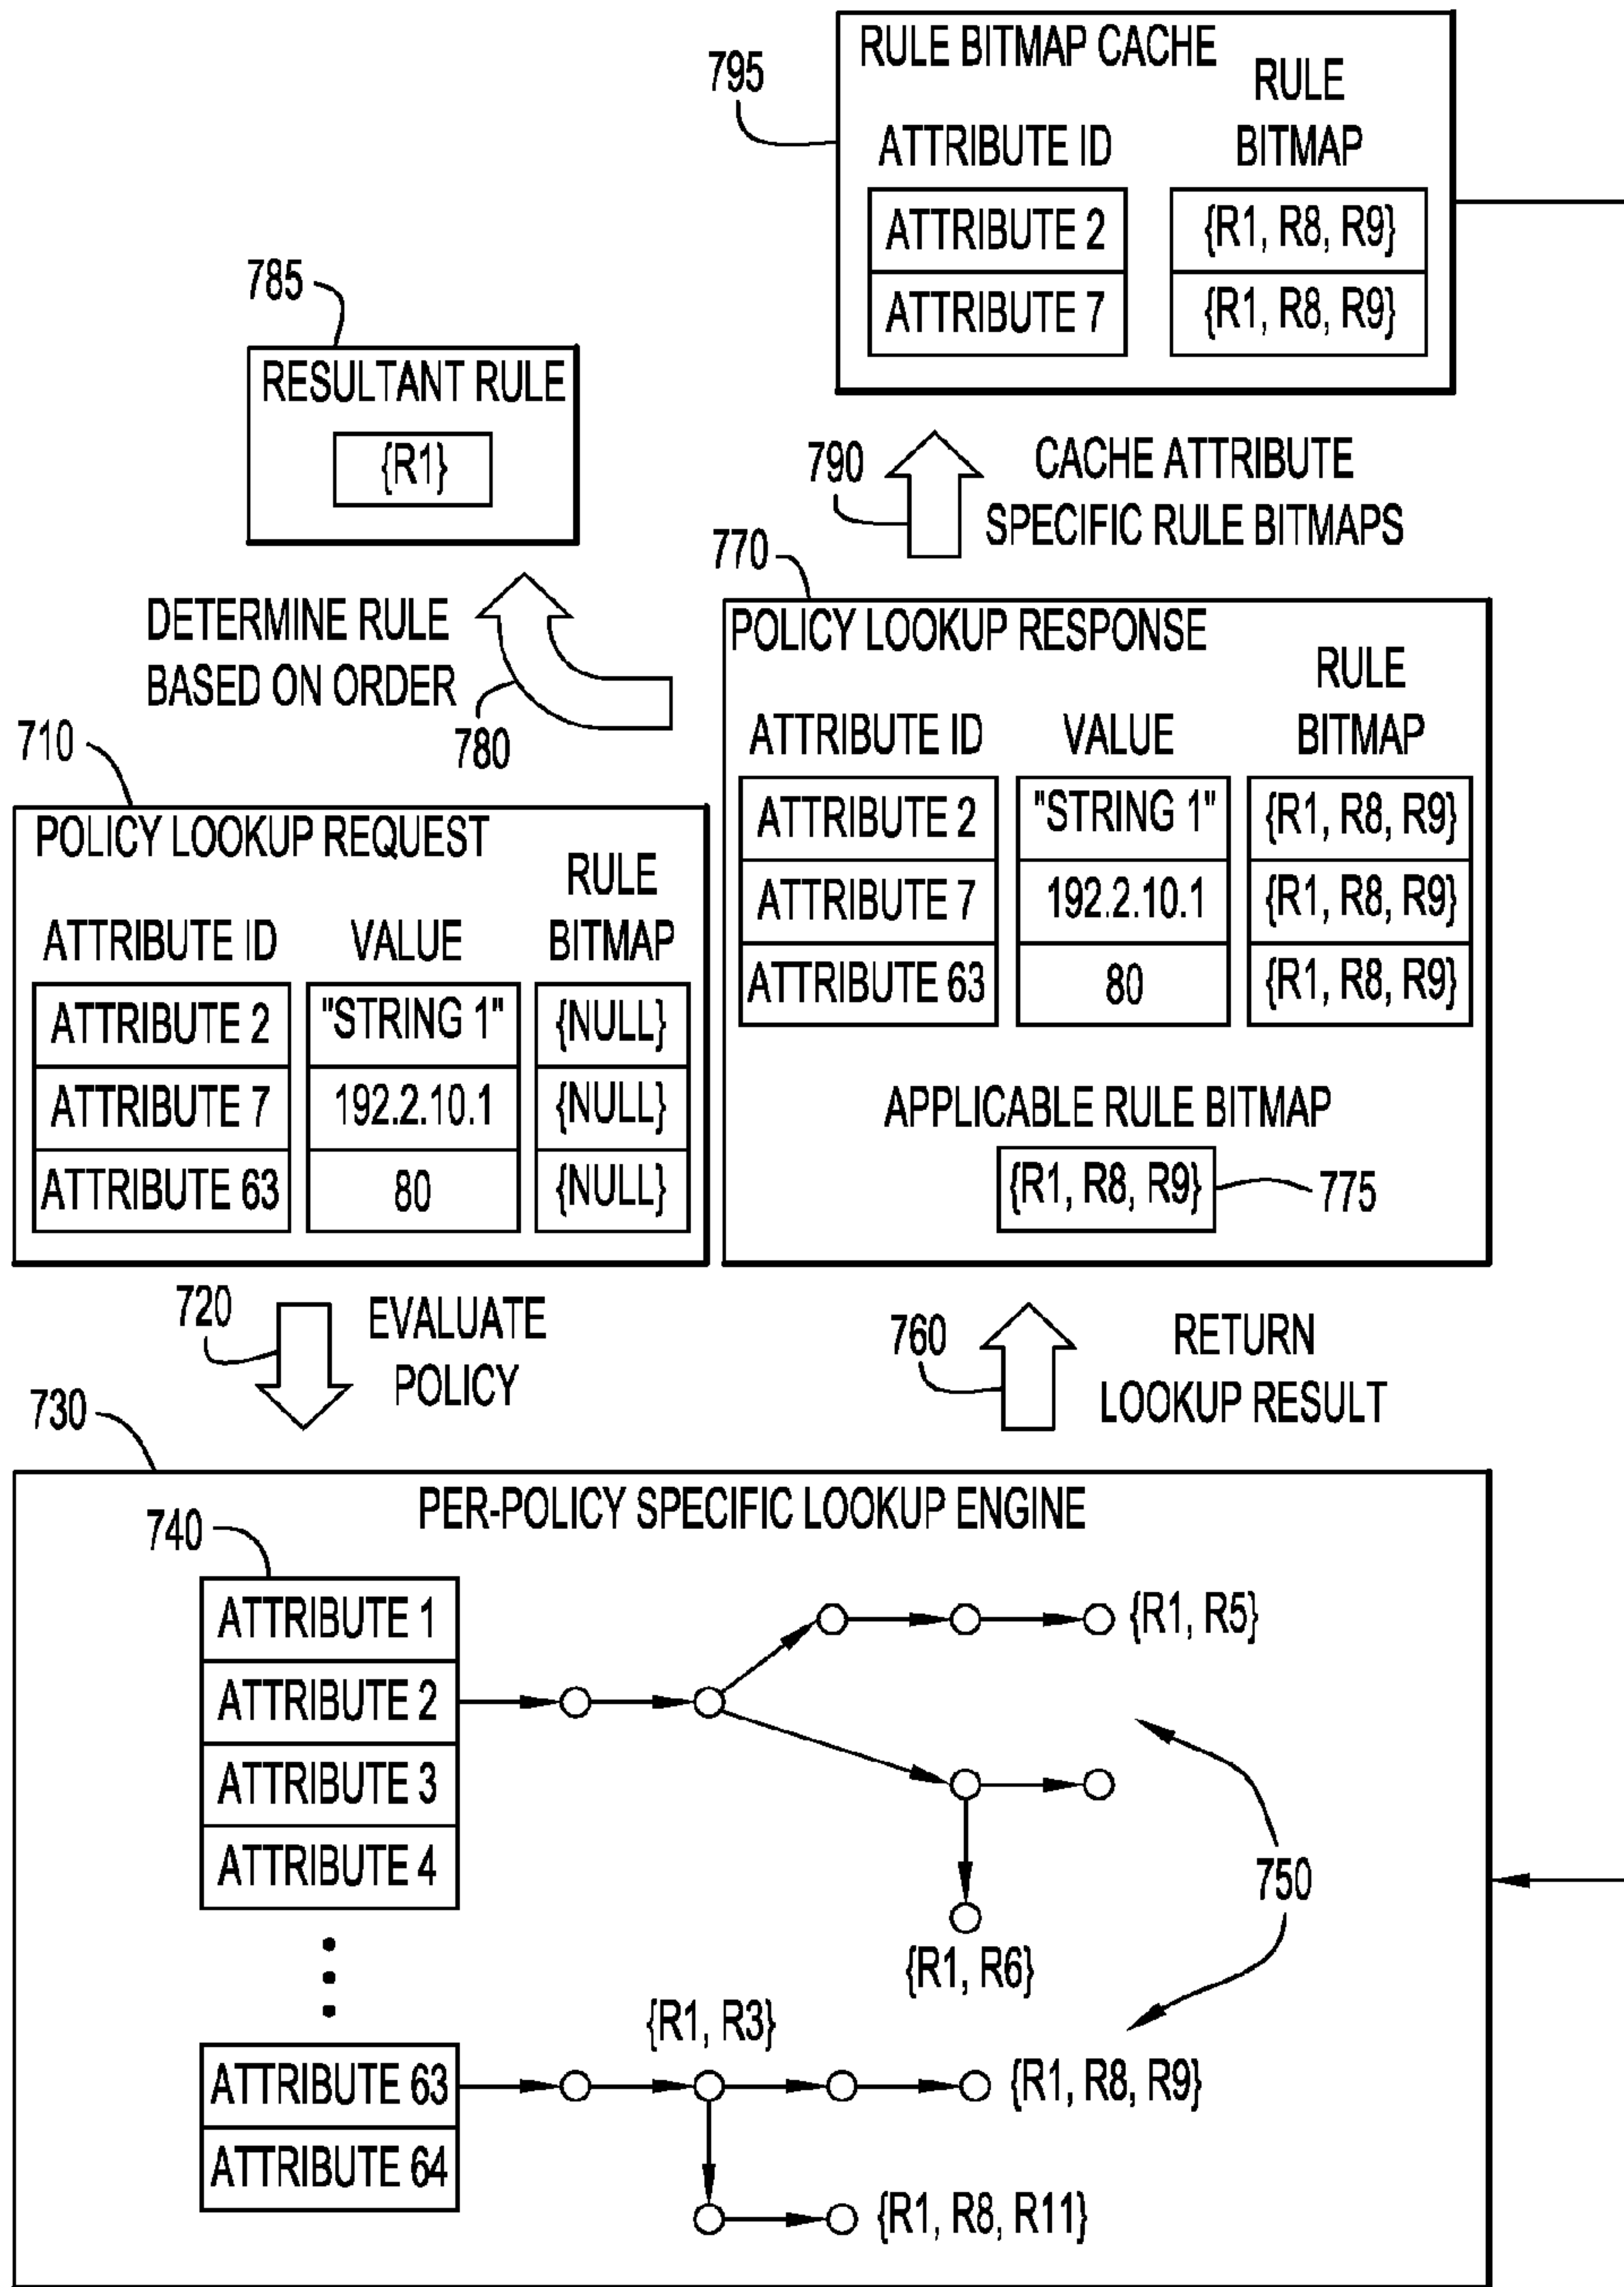 795
RULE BITMAP CACHE
ATTRIBUTE ID
RULE
BITMAP
ATTRIBUTE 2
{R1, R8, R9}
ATTRIBUTE 7
{R1, R8, R9}
785
RESULTANT RULE
{R1}
790
CACHE ATTRIBUTE
SPECIFIC RULE BITMAPS
DETERMINE RULE
BASED ON ORDER
780
770
POLICY LOOKUP RESPONSE
ATTRIBUTE ID
VALUE
RULE
BITMAP
ATTRIBUTE 2
"STRING 1"
{R1, R8, R9}
ATTRIBUTE 7
192.2.10.1
{R1, R8, R9}
ATTRIBUTE 63
80
{R1, R8, R9}
APPLICABLE RULE BITMAP
{R1, R8, R9}
775
710
POLICY LOOKUP REQUEST
ATTRIBUTE ID
VALUE
RULE
BITMAP
ATTRIBUTE 2
"STRING 1"
{NULL}
ATTRIBUTE 7
192.2.10.1
{NULL}
ATTRIBUTE 63
80
{NULL}
720
EVALUATE
POLICY
760
RETURN
LOOKUP RESULT
730
PER-POLICY SPECIFIC LOOKUP ENGINE
740
ATTRIBUTE 1
{R1, R5}
ATTRIBUTE 2
ATTRIBUTE 3
ATTRIBUTE 4
750
{R1, R6}
{R1, R3}
ATTRIBUTE 63
{R1, R8, R9}
ATTRIBUTE 64
{R1, R8, R11}